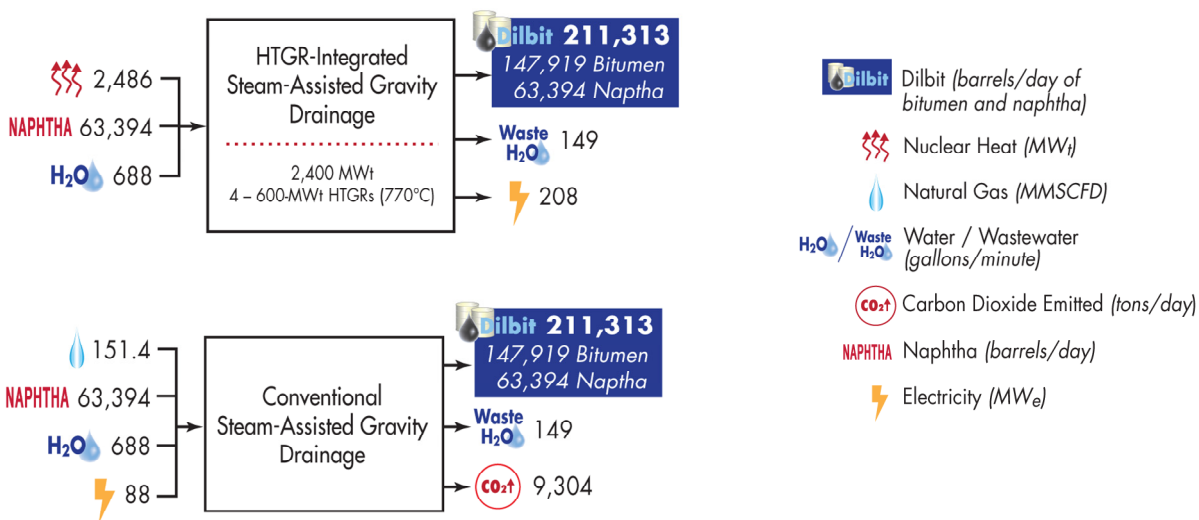 2,486
NAPHTHA 63,394
H₂O 688
HTGR-Integrated
Steam-Assisted Gravity
Drainage
2,400 MWt
4 – 600-MWt HTGRs (770°C)
Dilbit 211,313
147,919 Bitumen
63,394 Naptha
Waste
H₂O 149
208
151.4
NAPHTHA 63,394
H₂O 688
88
Conventional
Steam-Assisted Gravity
Drainage
Dilbit 211,313
147,919 Bitumen
63,394 Naptha
Waste
H₂O 149
CO₂↑ 9,304
Dilbit Dilbit (barrels/day of
bitumen and naphtha)
Nuclear Heat (MWt)
Natural Gas (MMSCFD)
H₂O / Waste H₂O Water / Wastewater
(gallons/minute)
CO₂↑ Carbon Dioxide Emitted (tons/day)
NAPHTHA Naphtha (barrels/day)
Electricity (MWe)